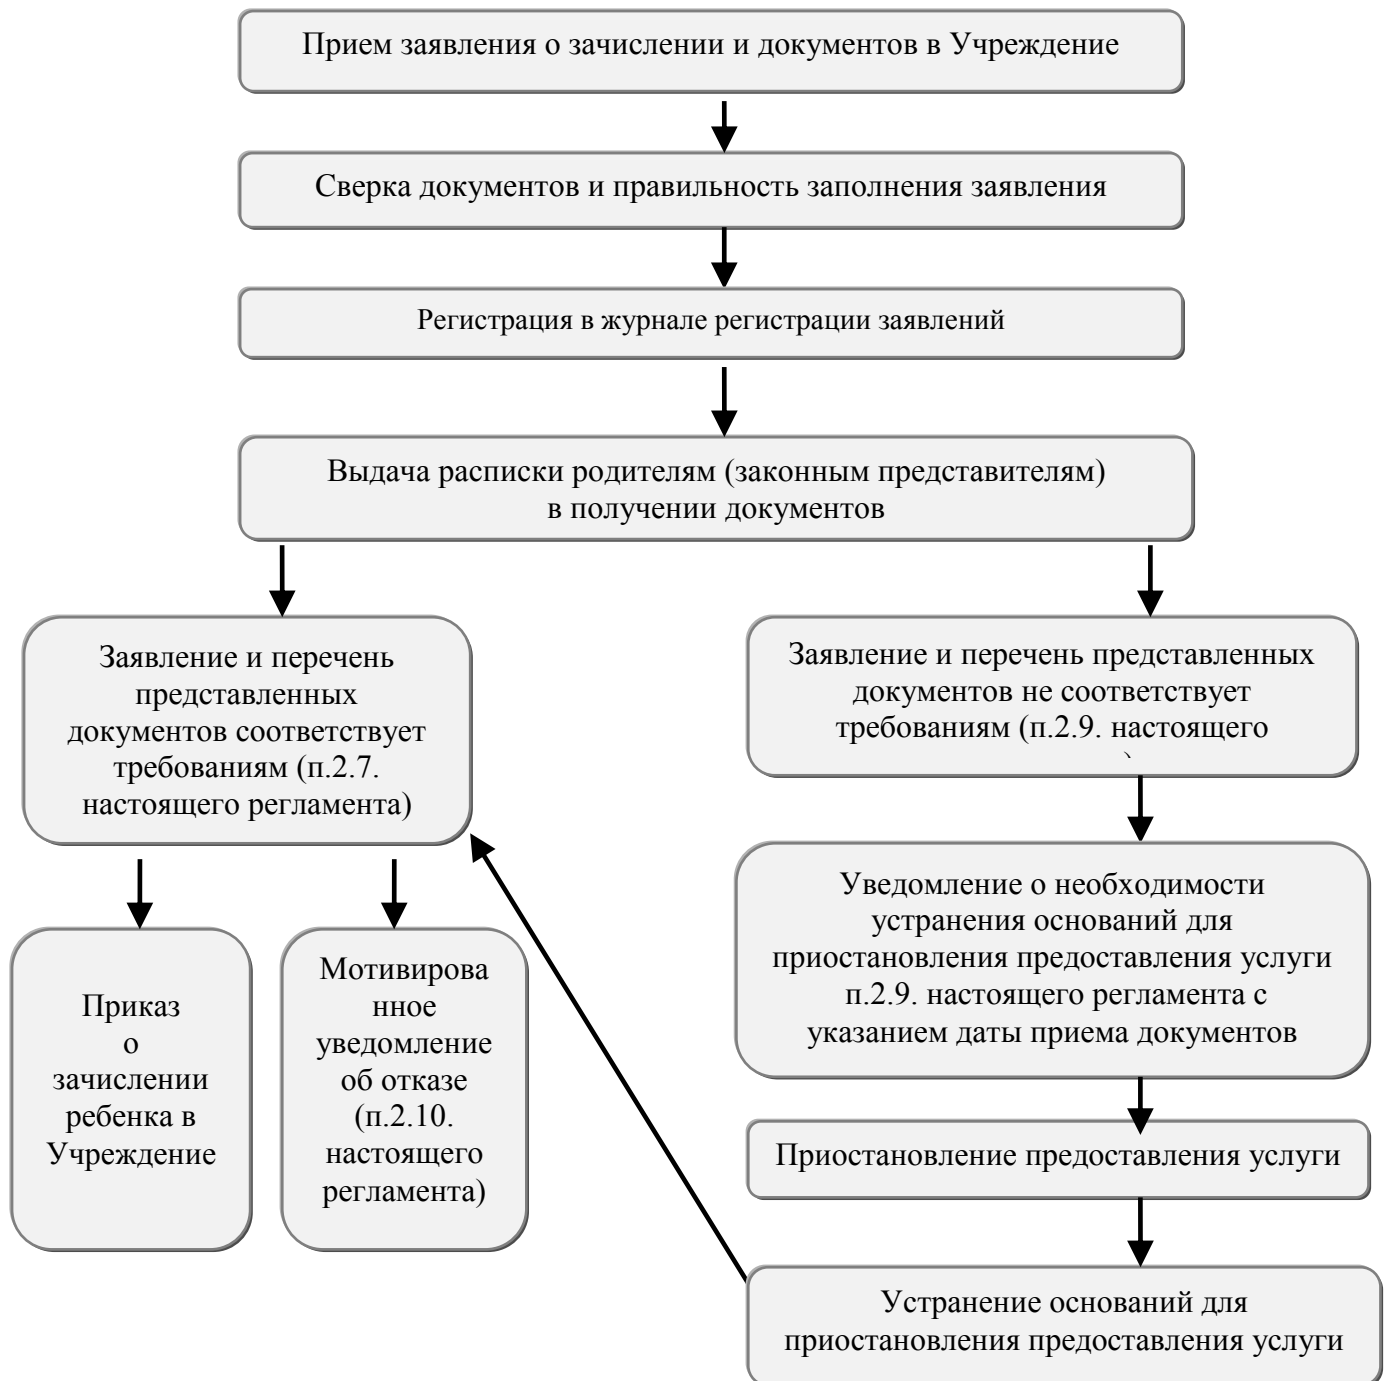 Прием заявления о зачислении и документов в Учреждение
Сверка документов и правильность заполнения заявления
Регистрация в журнале регистрации заявлений
Выдача расписки родителям (законным представителям)
в получении документов
Заявление и перечень
представленных
документов соответствует
требованиям (п.2.7.
настоящего регламента)
Заявление и перечень представленных
документов не соответствует
требованиям (п.2.9. настоящего
Приказ
о
зачислении
ребенка в
Учреждение
Мотивирова
нное
уведомление
об отказе
(п.2.10.
настоящего
регламента)
Уведомление о необходимости
устранения оснований для
приостановления предоставления услуги
п.2.9. настоящего регламента с
указанием даты приема документов
Приостановление предоставления услуги
Устранение оснований для
приостановления предоставления услуги